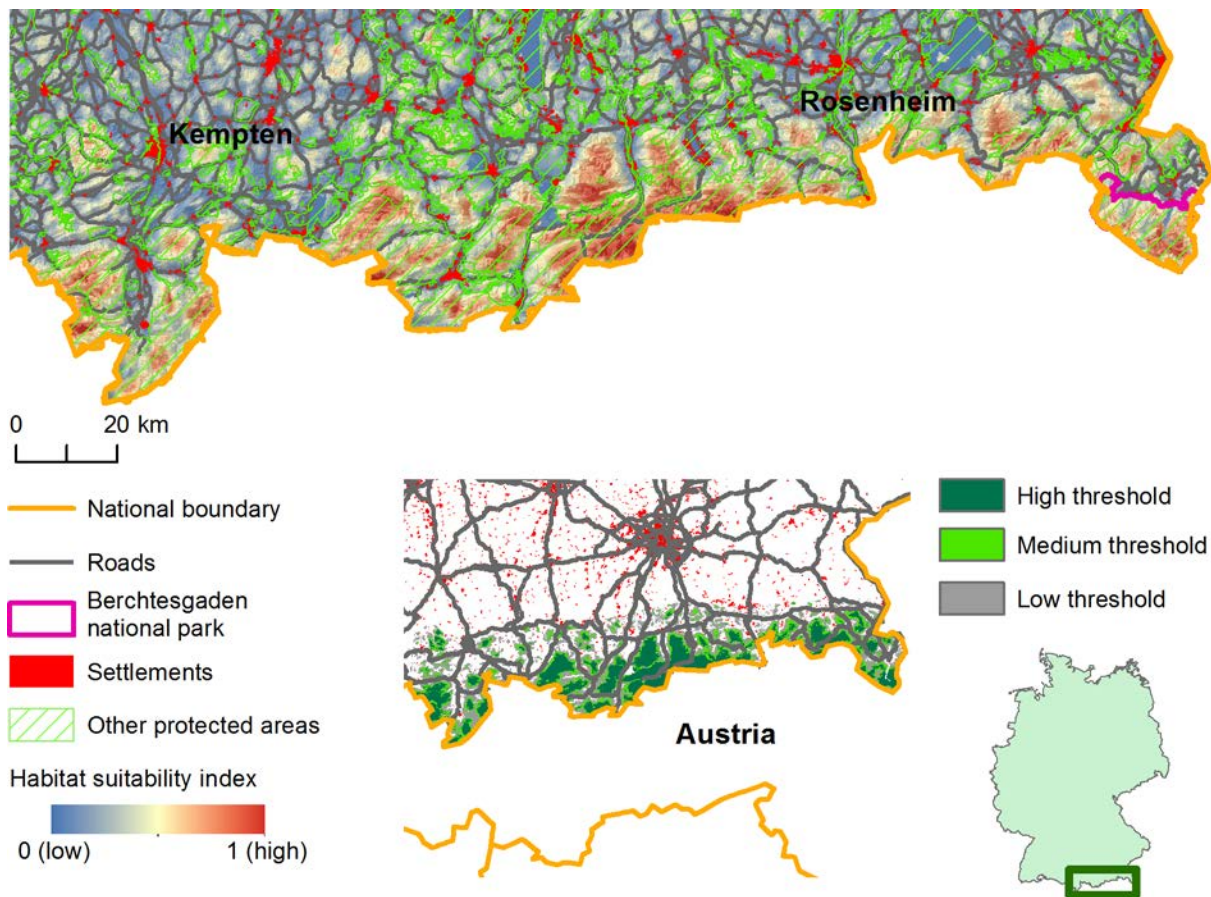 Kempten
Rosenheim
0 20 km
National boundary
Roads
Berchtesgaden
national park
Settlements
Other protected areas
Habitat suitability index
0 (low) 1 (high)
Austria
High threshold
Medium threshold
Low threshold